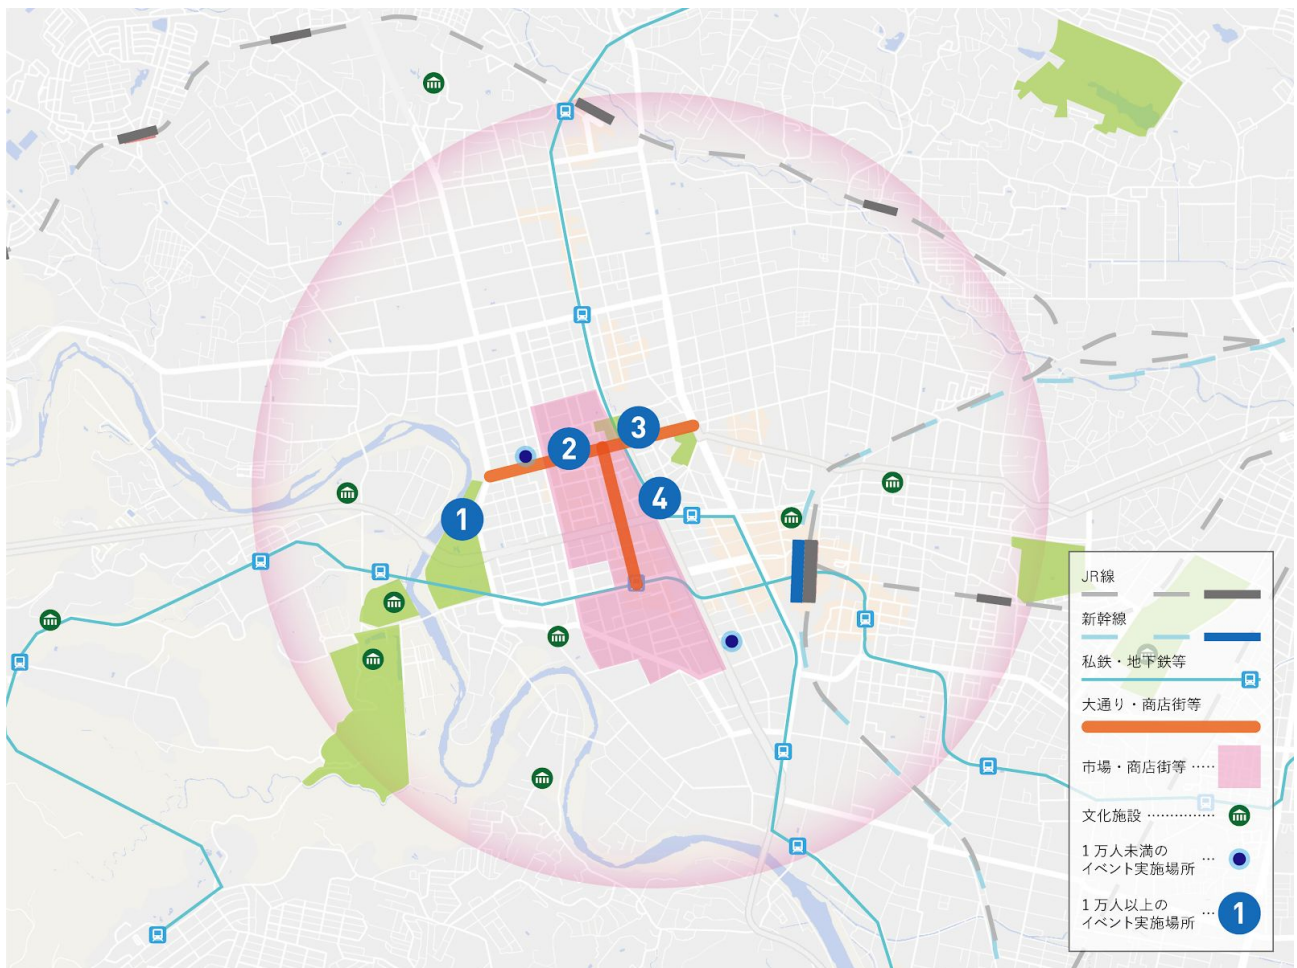 3
2
4
1
JR線
新幹線
私鉄・地下鉄等
大通り・商店街等
市場・商店街等 ……
文化施設 ……………
1万人未満の
イベント実施場所 …
1万人以上の
イベント実施場所 … 1